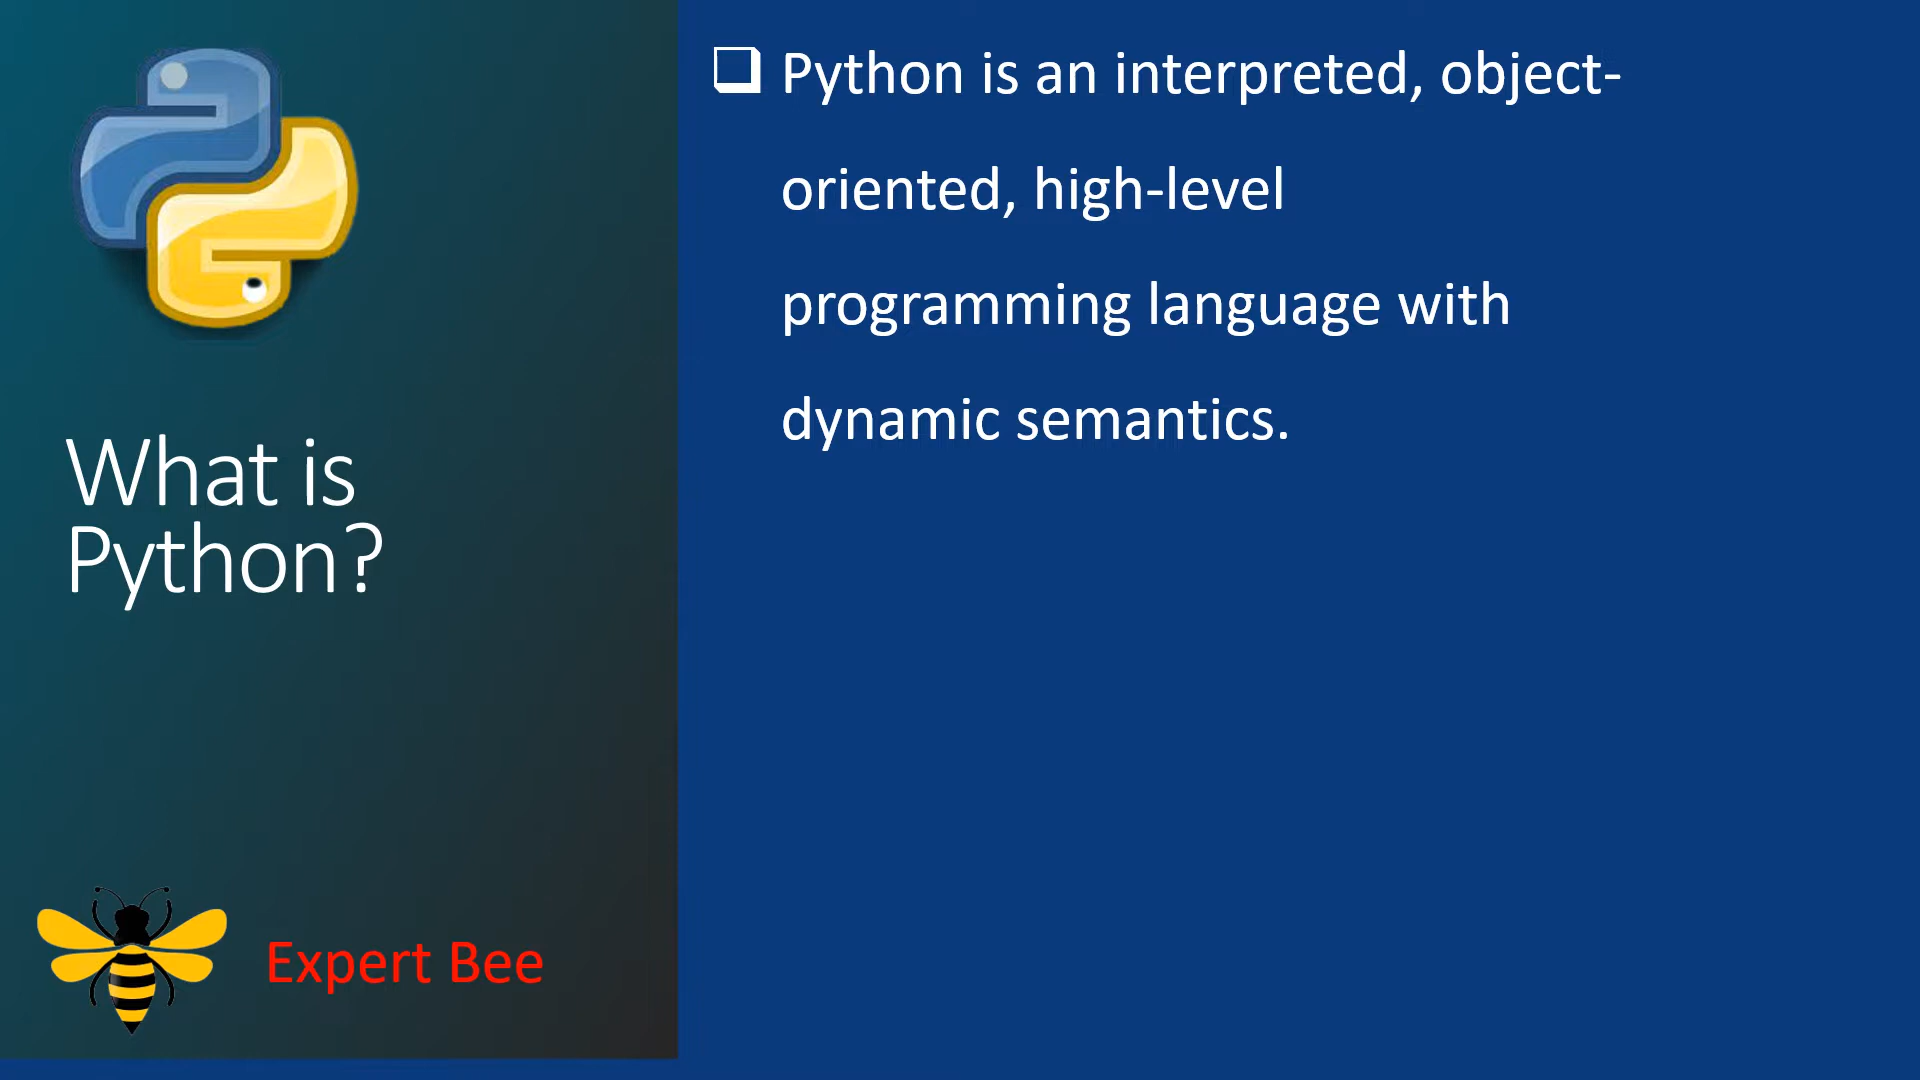 What is
Python?
Python is an interpreted, object-
oriented, high-level
programming language with
dynamic semantics.
Expert Bee